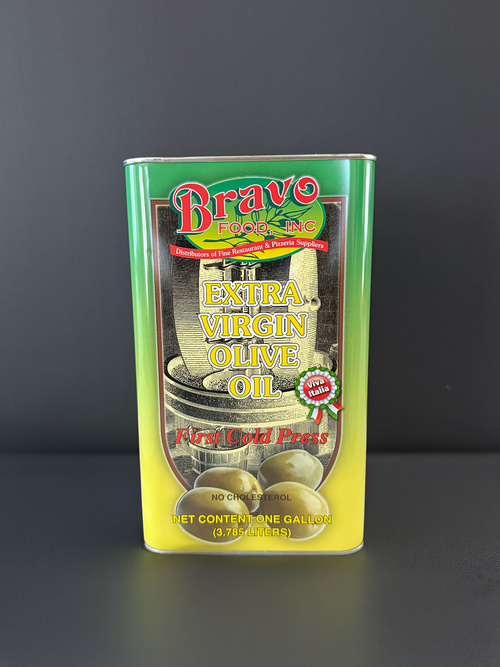 Bravo
FOOD, INC
Distributors of Fine Restaurant & Pizzeria Suppliers
EXTRA
VIRGIN
OLIVE
OIL
Viva
Italia
First Cold Press
NO CHOLESTEROL
NET CONTENT ONE GALLON
(3.785 LITERS)